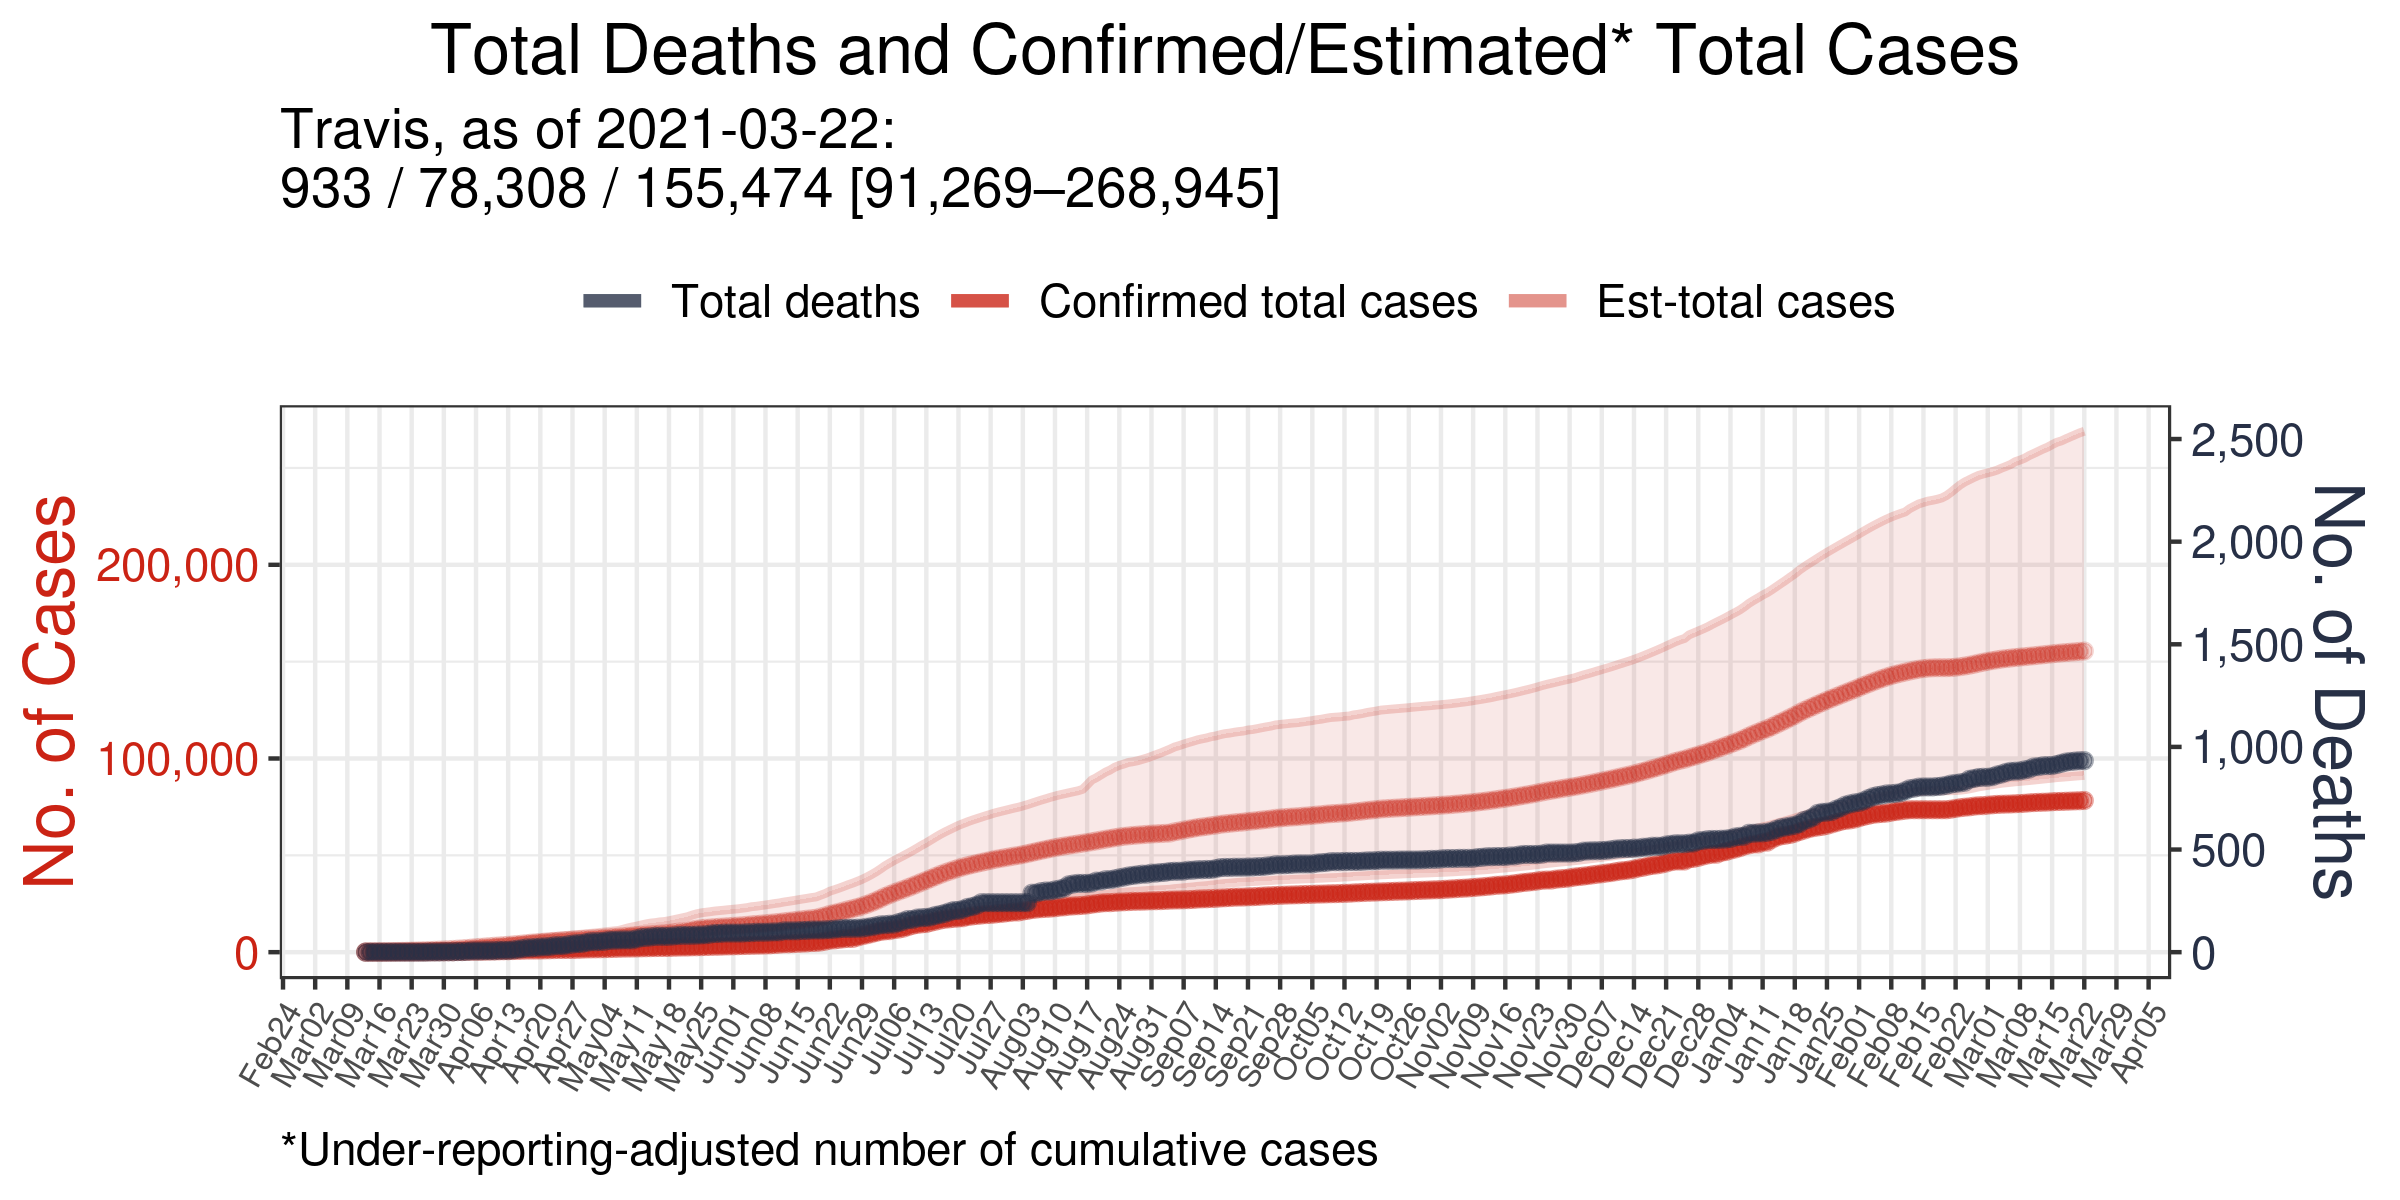 Total Deaths and Confirmed/Estimated* Total Cases
Travis, as of 2021-03-22:
933 / 78,308 / 155,474 [91,269–268,945]
Total deaths
Confirmed total cases
Est-total cases
No. of Cases
200,000
100,000
0
2,500
2,000
1,500
1,000
500
0
No. of Deaths
Feb24
Mar02
Mar09
Mar16
Mar23
Mar30
Apr06
Apr13
Apr20
Apr27
May04
May11
May18
May25
Jun01
Jun08
Jun15
Jun22
Jun29
Jul06
Jul13
Jul20
Jul27
Aug03
Aug10
Aug17
Aug24
Aug31
Sep07
Sep14
Sep21
Sep28
Oct05
Oct12
Oct19
Oct26
Nov02
Nov09
Nov16
Nov23
Nov30
Dec07
Dec14
Dec21
Dec28
Jan04
Jan11
Jan18
Jan25
Feb01
Feb08
Feb15
Feb22
Mar01
Mar08
Mar15
Mar22
Mar29
Apr05
*Under-reporting-adjusted number of cumulative cases